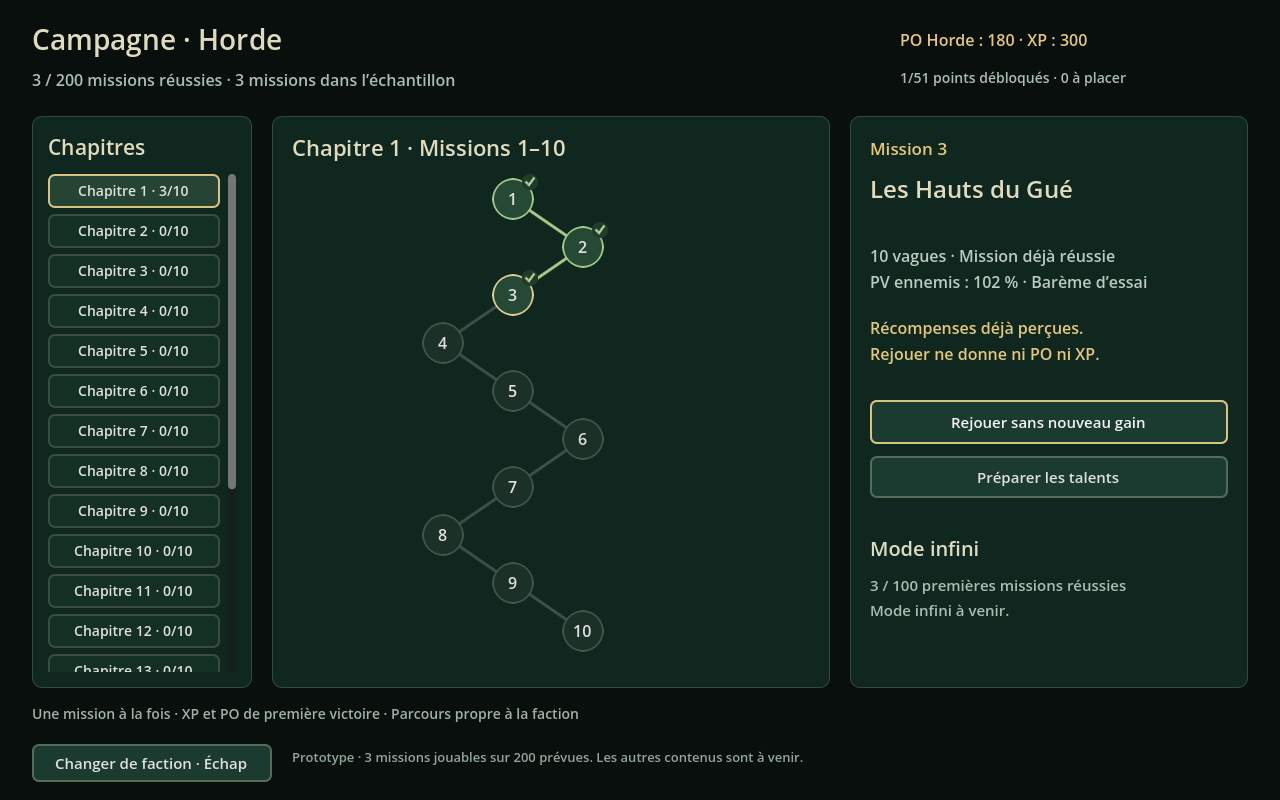 Campagne · Horde
3 / 200 missions réussies · 3 missions dans l’échantillon
PO Horde : 180 · XP : 300
1/51 points débloqués · 0 à placer
Chapitres
Chapitre 1 · 3/10
Chapitre 2 · 0/10
Chapitre 3 · 0/10
Chapitre 4 · 0/10
Chapitre 5 · 0/10
Chapitre 6 · 0/10
Chapitre 7 · 0/10
Chapitre 8 · 0/10
Chapitre 9 · 0/10
Chapitre 10 · 0/10
Chapitre 11 · 0/10
Chapitre 12 · 0/10
Chapitre 13 · 0/10
Chapitre 1 · Missions 1–10
1
2
3
4
5
6
7
8
9
10
Mission 3
Les Hauts du Gué
10 vagues · Mission déjà réussie
PV ennemis : 102 % · Barème d’essai
Récompenses déjà perçues.
Rejouer ne donne ni PO ni XP.
Rejouer sans nouveau gain
Préparer les talents
Mode infini
3 / 100 premières missions réussies
Mode infini à venir.
Une mission à la fois · XP et PO de première victoire · Parcours propre à la faction
Changer de faction · Échap
Prototype · 3 missions jouables sur 200 prévues. Les autres contenus sont à venir.